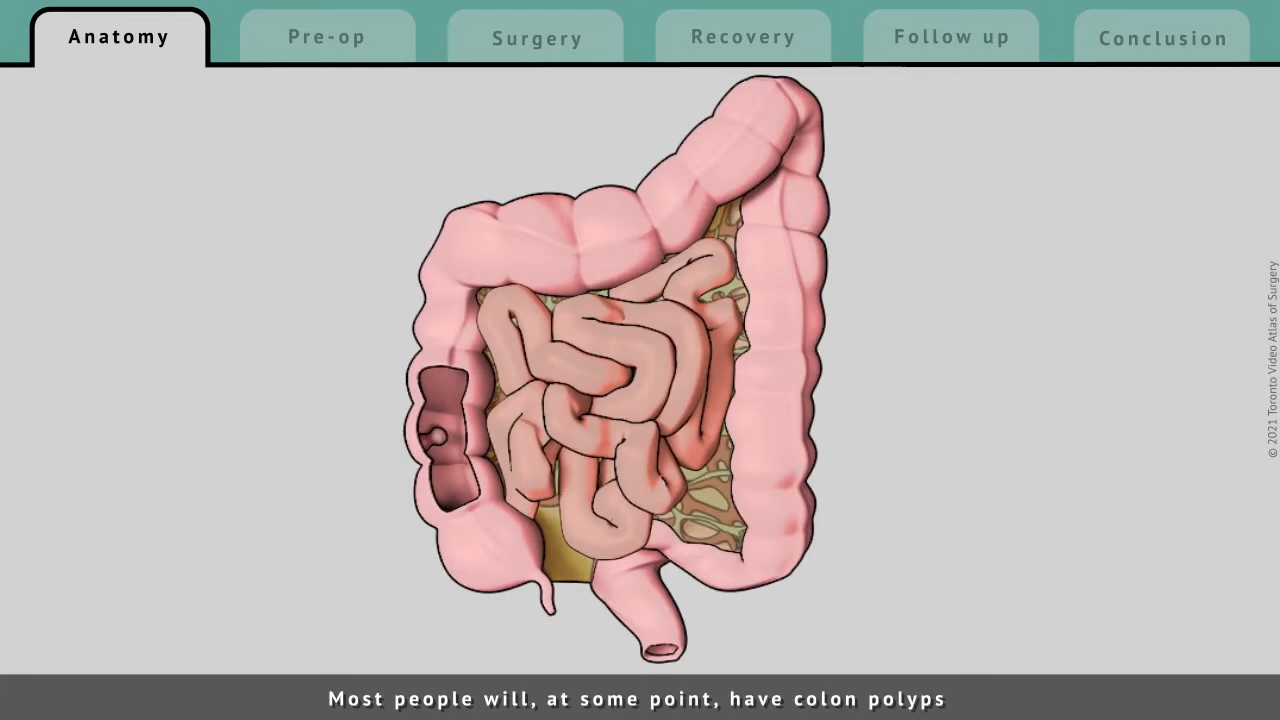 Anatomy
Pre-op
Surgery
Recovery
Follow up
Conclusion
© 2021 Toronto Video Atlas of Surgery
Most people will, at some point, have colon polyps